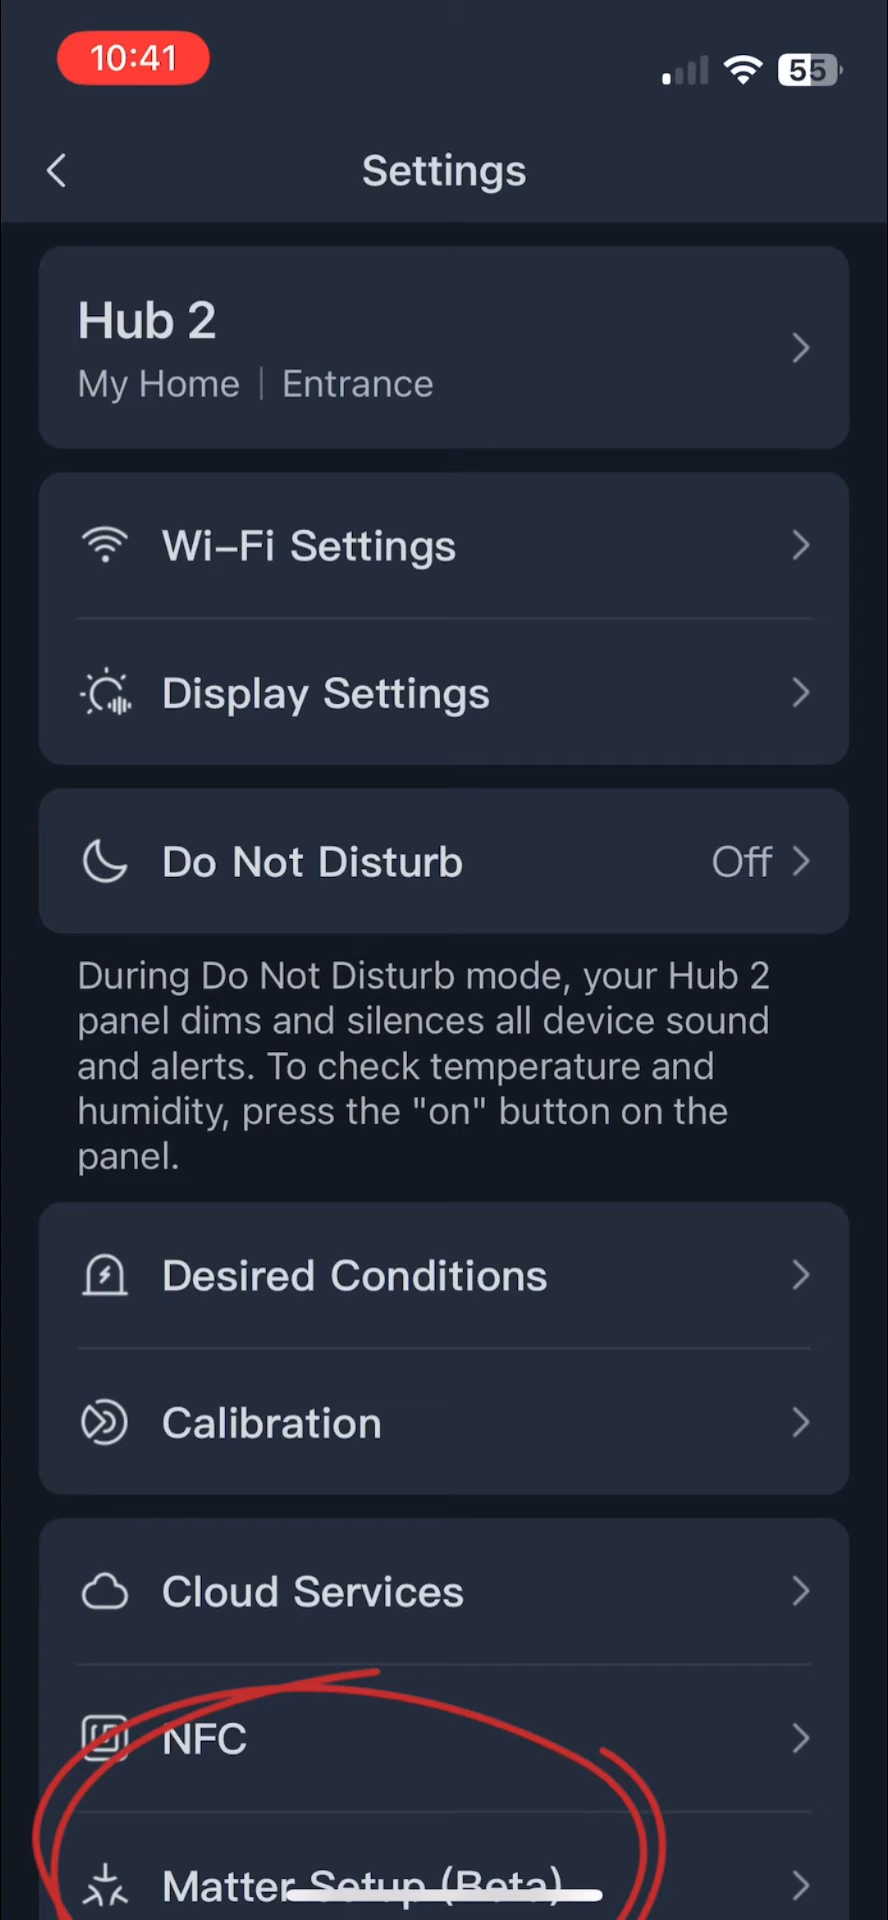 10:41
55
Settings
Hub 2
My Home | Entrance
Wi-Fi Settings
Display Settings
Do Not Disturb Off
During Do Not Disturb mode, your Hub 2
panel dims and silences all device sound
and alerts. To check temperature and
humidity, press the "on" button on the
panel.
Desired Conditions
Calibration
Cloud Services
NFC
Matter Setup (Beta)